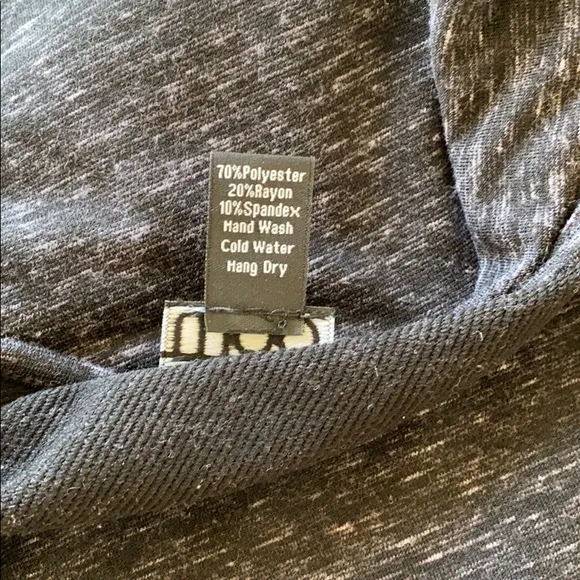 70%Polyester
20%Rayon
10%Spandex
Hand Wash
Cold Water
Hang Dry